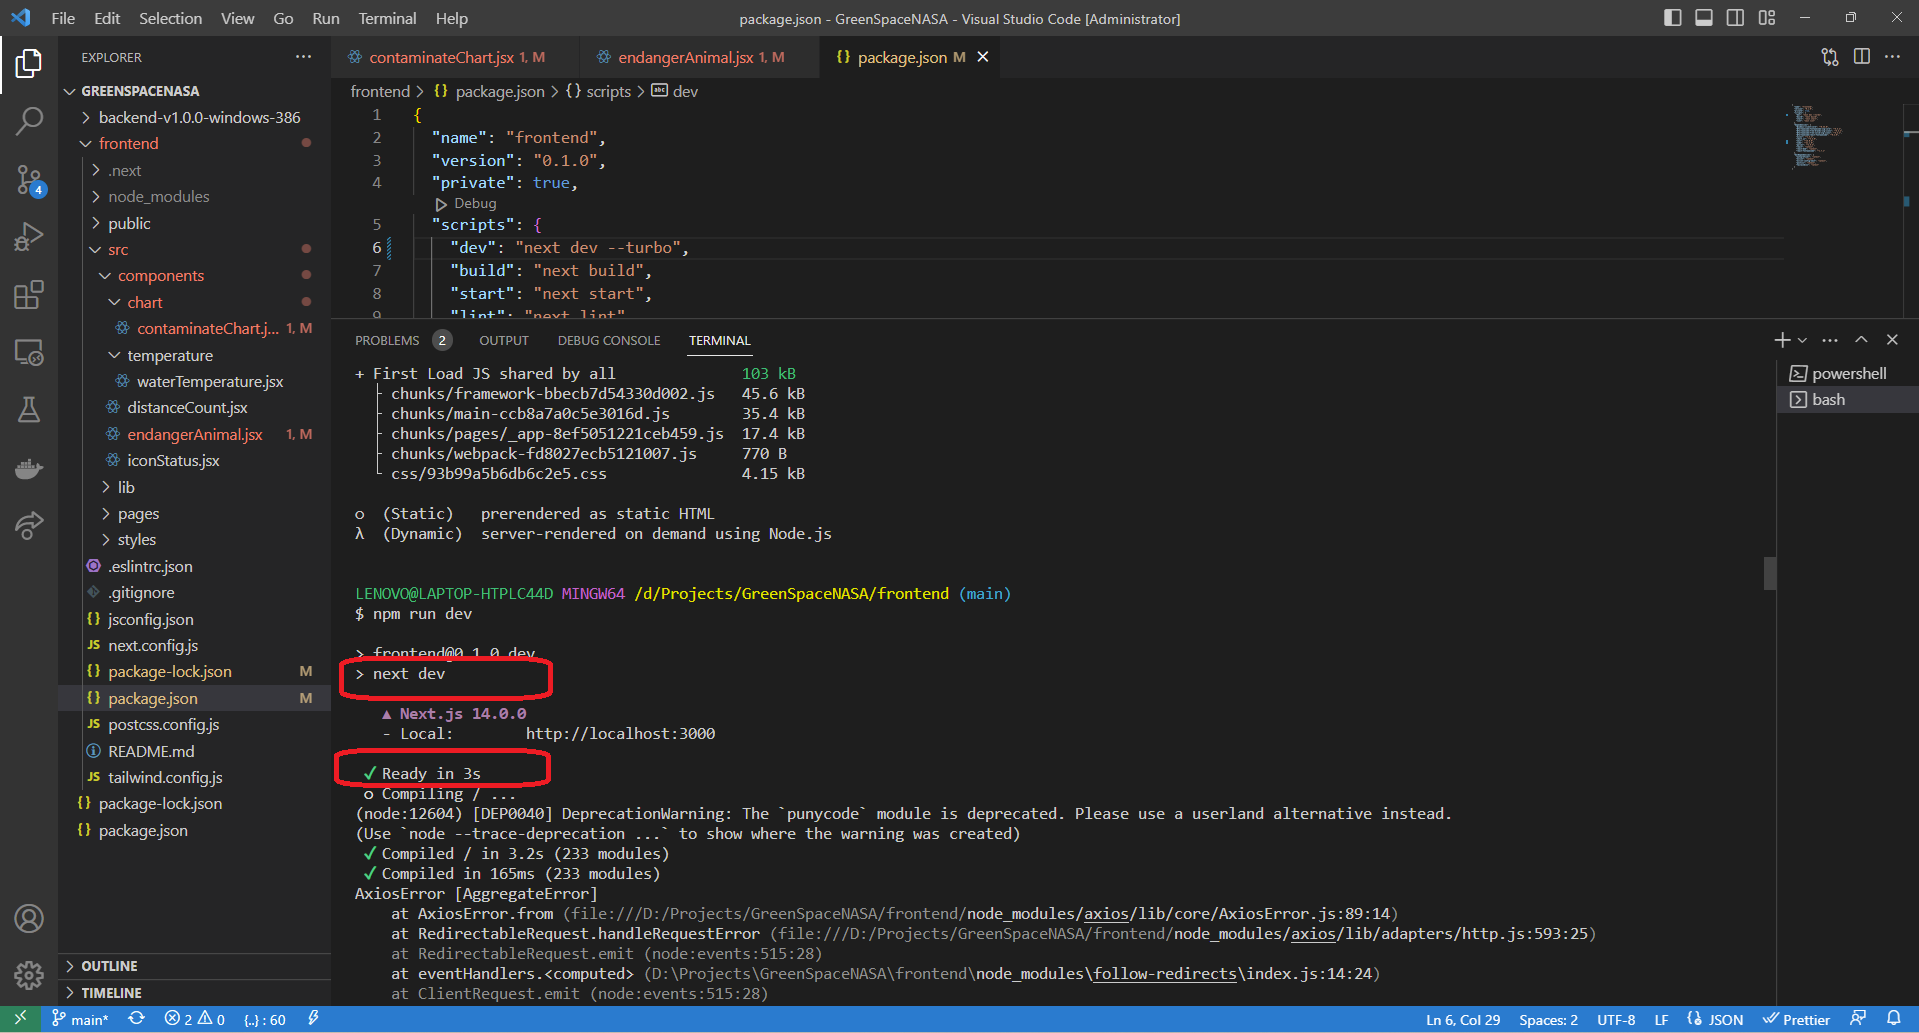 File Edit Selection View Go Run Terminal Help
package.json - GreenSpaceNASA - Visual Studio Code [Administrator]
EXPLORER
GREENSPACENASA
backend-v1.0.0-windows-386
frontend
.next
node_modules
public
src
components
chart
contaminateChart.j... 1, M
temperature
waterTemperature.jsx
distanceCount.jsx
endangerAnimal.jsx 1, M
iconStatus.jsx
lib
pages
styles
.eslintrc.json
.gitignore
jsconfig.json
JS next.config.js
package-lock.json M
package.json M
JS postcss.config.js
README.md
JS tailwind.config.js
package-lock.json
package.json
OUTLINE
TIMELINE
4
contaminateChart.jsx 1, M
endangerAnimal.jsx 1, M
{} package.json M
frontend > {} package.json > {} scripts > abc dev
1 {
2 "name": "frontend",
3 "version": "0.1.0",
4 "private": true,
Debug
5 "scripts": {
6 "dev": "next dev --turbo",
7 "build": "next build",
8 "start": "next start",
9 "lint": "next lint"
PROBLEMS 2 OUTPUT DEBUG CONSOLE TERMINAL
powershell
bash
+ First Load JS shared by all 103 kB
├ chunks/framework-bbecb7d54330d002.js 45.6 kB
├ chunks/main-ccb8a7a0c5e3016d.js 35.4 kB
├ chunks/pages/_app-8ef5051221ceb459.js 17.4 kB
├ chunks/webpack-fd8027ecb5121007.js 770 B
└ css/93b99a5b6db6c2e5.css 4.15 kB
o (Static) prerendered as static HTML
λ (Dynamic) server-rendered on demand using Node.js
LENOVO@LAPTOP-HTPLC44D MINGW64 /d/Projects/GreenSpaceNASA/frontend (main)
$ npm run dev
> frontend@0.1.0 dev
> next dev
▲ Next.js 14.0.0
- Local: http://localhost:3000
✓ Ready in 3s
o Compiling / ...
(node:12604) [DEP0040] DeprecationWarning: The `punycode` module is deprecated. Please use a userland alternative instead.
(Use `node --trace-deprecation ...` to show where the warning was created)
✓ Compiled / in 3.2s (233 modules)
✓ Compiled in 165ms (233 modules)
AxiosError [AggregateError]
at AxiosError.from (file:///D:/Projects/GreenSpaceNASA/frontend/node_modules/axios/lib/core/AxiosError.js:89:14)
at RedirectableRequest.handleRequestError (file:///D:/Projects/GreenSpaceNASA/frontend/node_modules/axios/lib/adapters/http.js:593:25)
at RedirectableRequest.emit (node:events:515:28)
at eventHandlers.<computed> (D:\Projects\GreenSpaceNASA\frontend\node_modules\follow-redirects\index.js:14:24)
at ClientRequest.emit (node:events:515:28)
main* 2 0 {..} : 60
Ln 6, Col 29 Spaces: 2 UTF-8 LF {} JSON Prettier